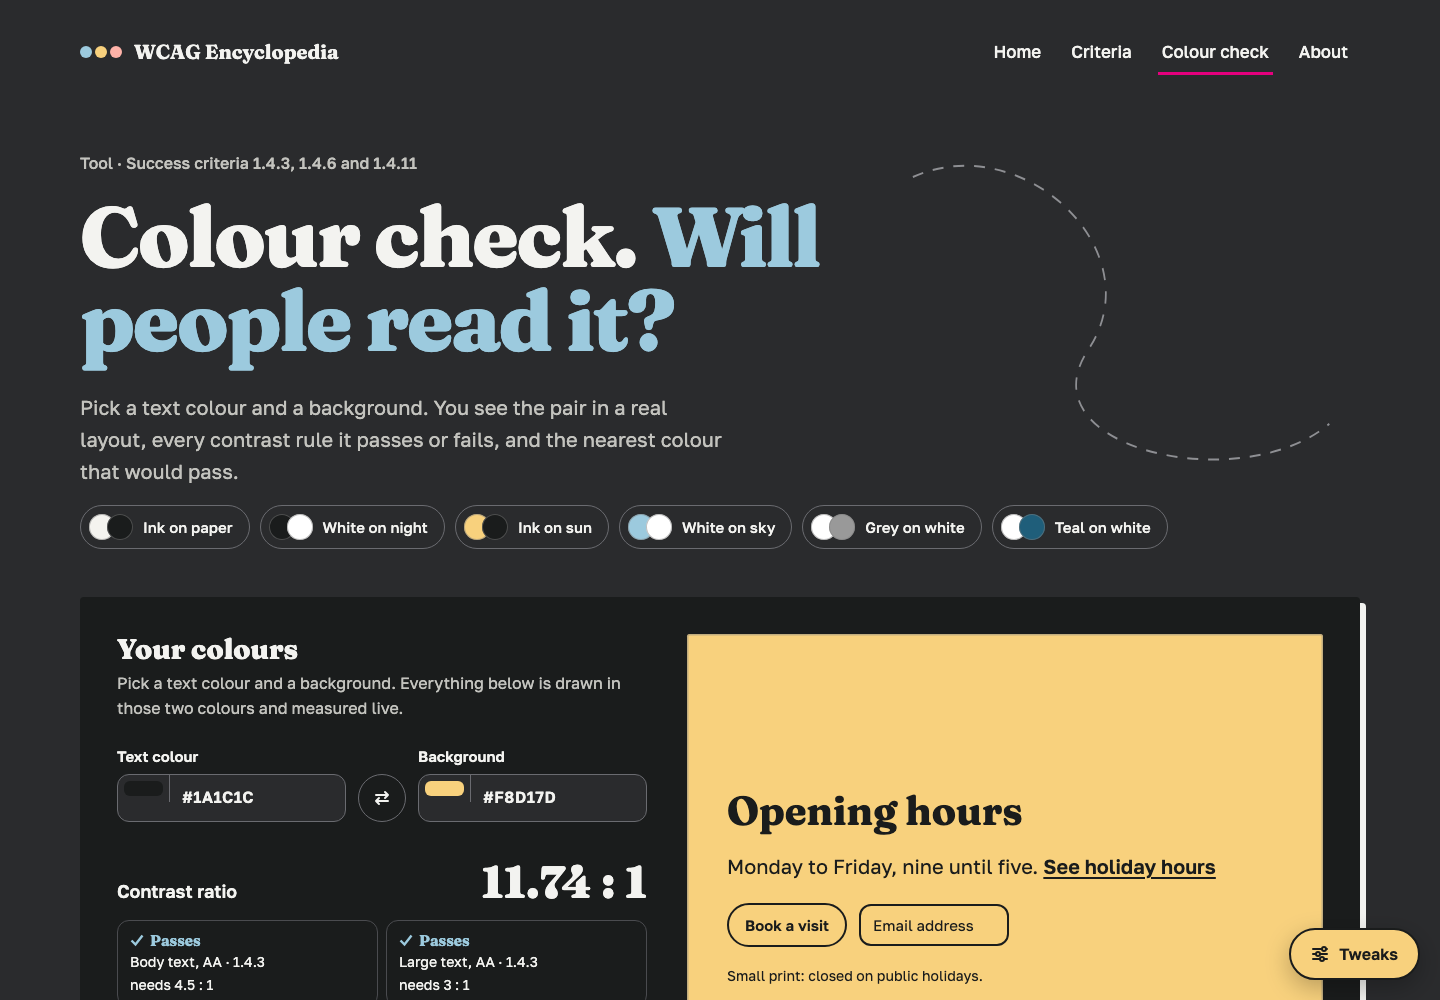 WCAG Encyclopedia
Home
Criteria
Colour check
About
Tool · Success criteria 1.4.3, 1.4.6 and 1.4.11
Colour check. Will
people read it?
Pick a text colour and a background. You see the pair in a real
layout, every contrast rule it passes or fails, and the nearest colour
that would pass.
Ink on paper
White on night
Ink on sun
White on sky
Grey on white
Teal on white
Your colours
Pick a text colour and a background. Everything below is drawn in
those two colours and measured live.
Text colour
#1A1C1C
⇄
Background
#F8D17D
Contrast ratio
11.74 : 1
✓ Passes
Body text, AA · 1.4.3
needs 4.5 : 1
✓ Passes
Large text, AA · 1.4.3
needs 3 : 1
Opening hours
Monday to Friday, nine until five. See holiday hours
Book a visit
Email address
Small print: closed on public holidays.
Tweaks